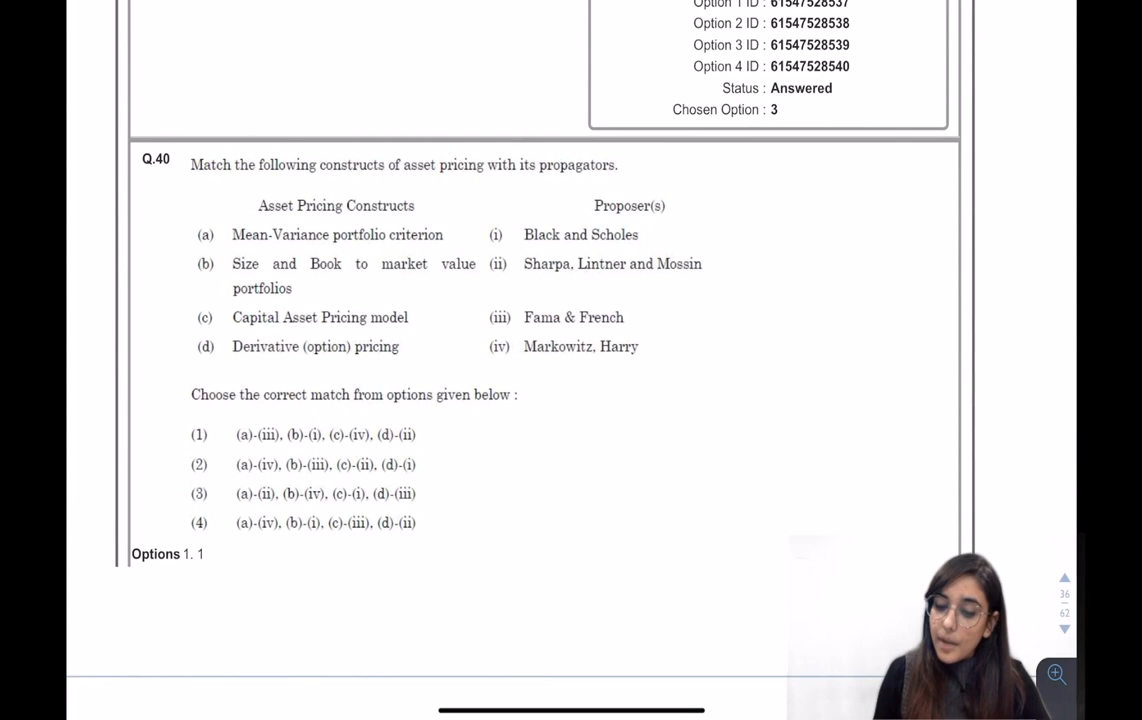 Option 1 ID : 61547528537
Option 2 ID : 61547528538
Option 3 ID : 61547528539
Option 4 ID : 61547528540
Status : Answered
Chosen Option : 3
Q.40 Match the following constructs of asset pricing with its propagators.
Asset Pricing Constructs Proposer(s)
(a) Mean-Variance portfolio criterion (i) Black and Scholes
(b) Size and Book to market value (ii) Sharpa, Lintner and Mossin
portfolios
(c) Capital Asset Pricing model (iii) Fama & French
(d) Derivative (option) pricing (iv) Markowitz, Harry
Choose the correct match from options given below :
(1) (a)-(iii), (b)-(i), (c)-(iv), (d)-(ii)
(2) (a)-(iv), (b)-(iii), (c)-(ii), (d)-(i)
(3) (a)-(ii), (b)-(iv), (c)-(i), (d)-(iii)
(4) (a)-(iv), (b)-(i), (c)-(iii), (d)-(ii)
Options 1. 1
36
62